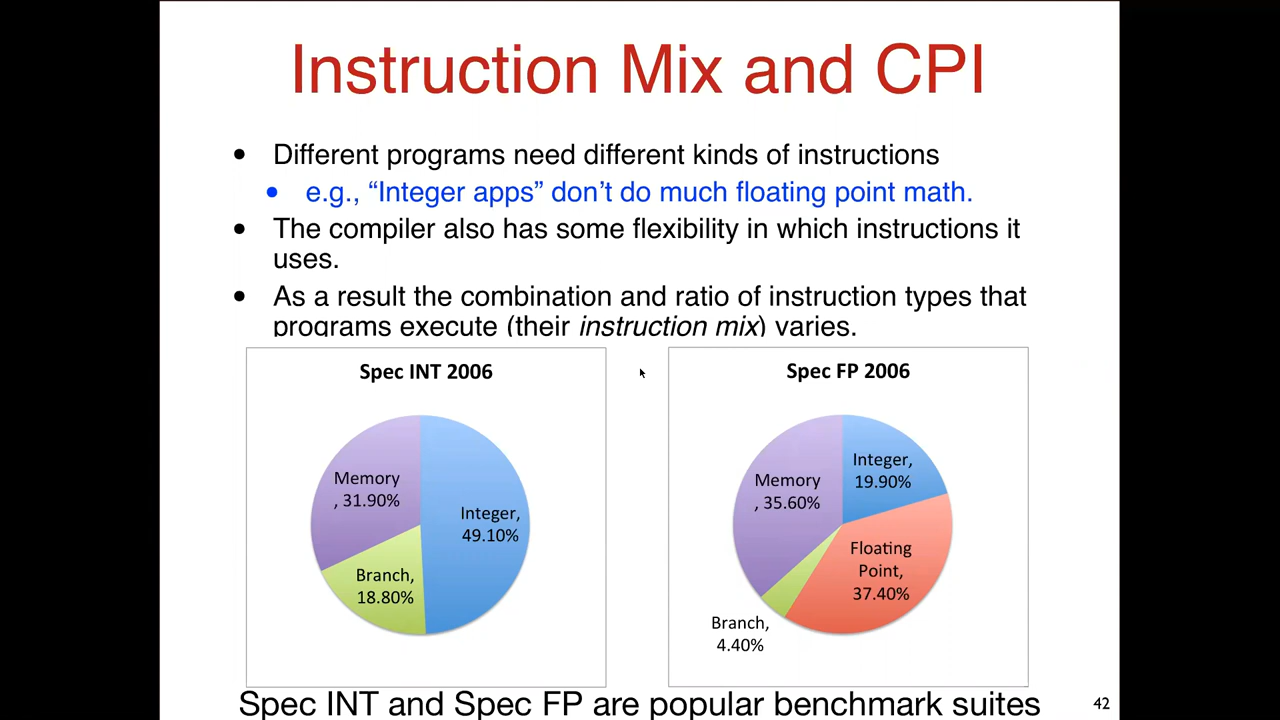 Instruction Mix and CPI
• Different programs need different kinds of instructions
• e.g., “Integer apps” don’t do much floating point math.
• The compiler also has some flexibility in which instructions it
uses.
• As a result the combination and ratio of instruction types that
programs execute (their instruction mix) varies.
Spec INT 2006
Memory
, 31.90%
Integer,
49.10%
Branch,
18.80%
Spec FP 2006
Integer,
19.90%
Memory
, 35.60%
Floating
Point,
37.40%
Branch,
4.40%
Spec INT and Spec FP are popular benchmark suites
42